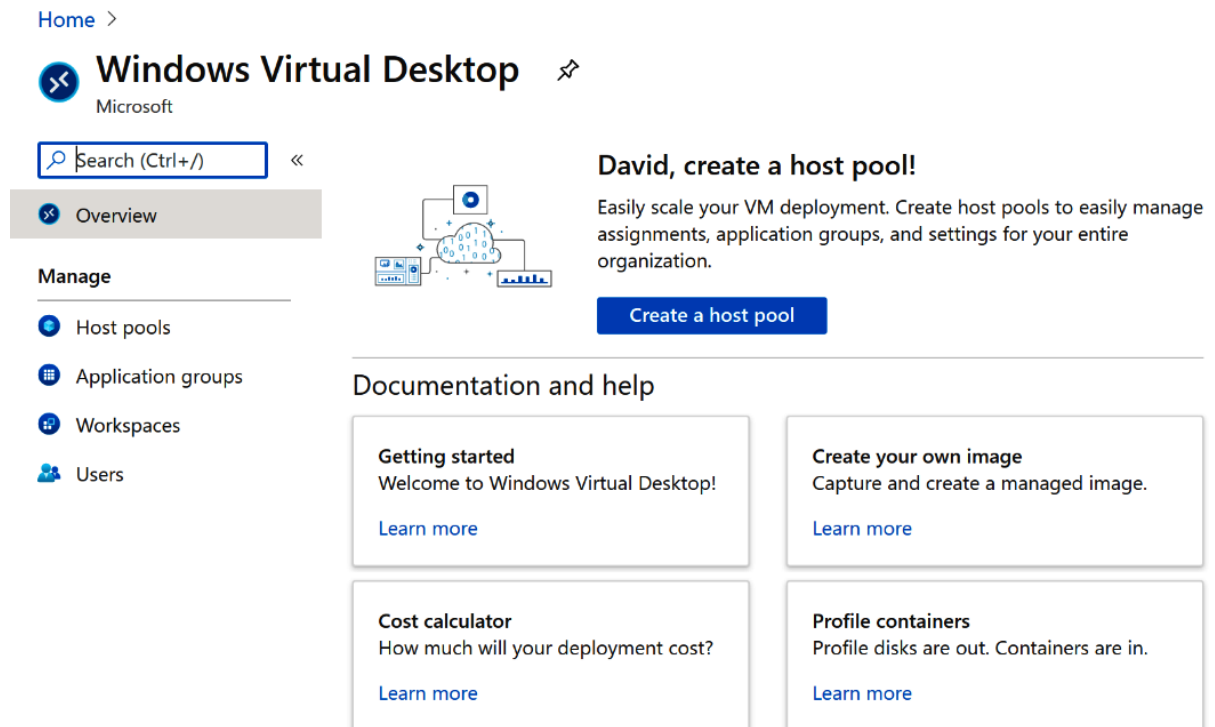 Home >
Windows Virtual Desktop
Microsoft
Search (Ctrl+/)
«
Overview
Manage
Host pools
Application groups
Workspaces
Users
David, create a host pool!
Easily scale your VM deployment. Create host pools to easily manage
assignments, application groups, and settings for your entire
organization.
Create a host pool
Documentation and help
Getting started
Welcome to Windows Virtual Desktop!
Learn more
Create your own image
Capture and create a managed image.
Learn more
Cost calculator
How much will your deployment cost?
Learn more
Profile containers
Profile disks are out. Containers are in.
Learn more